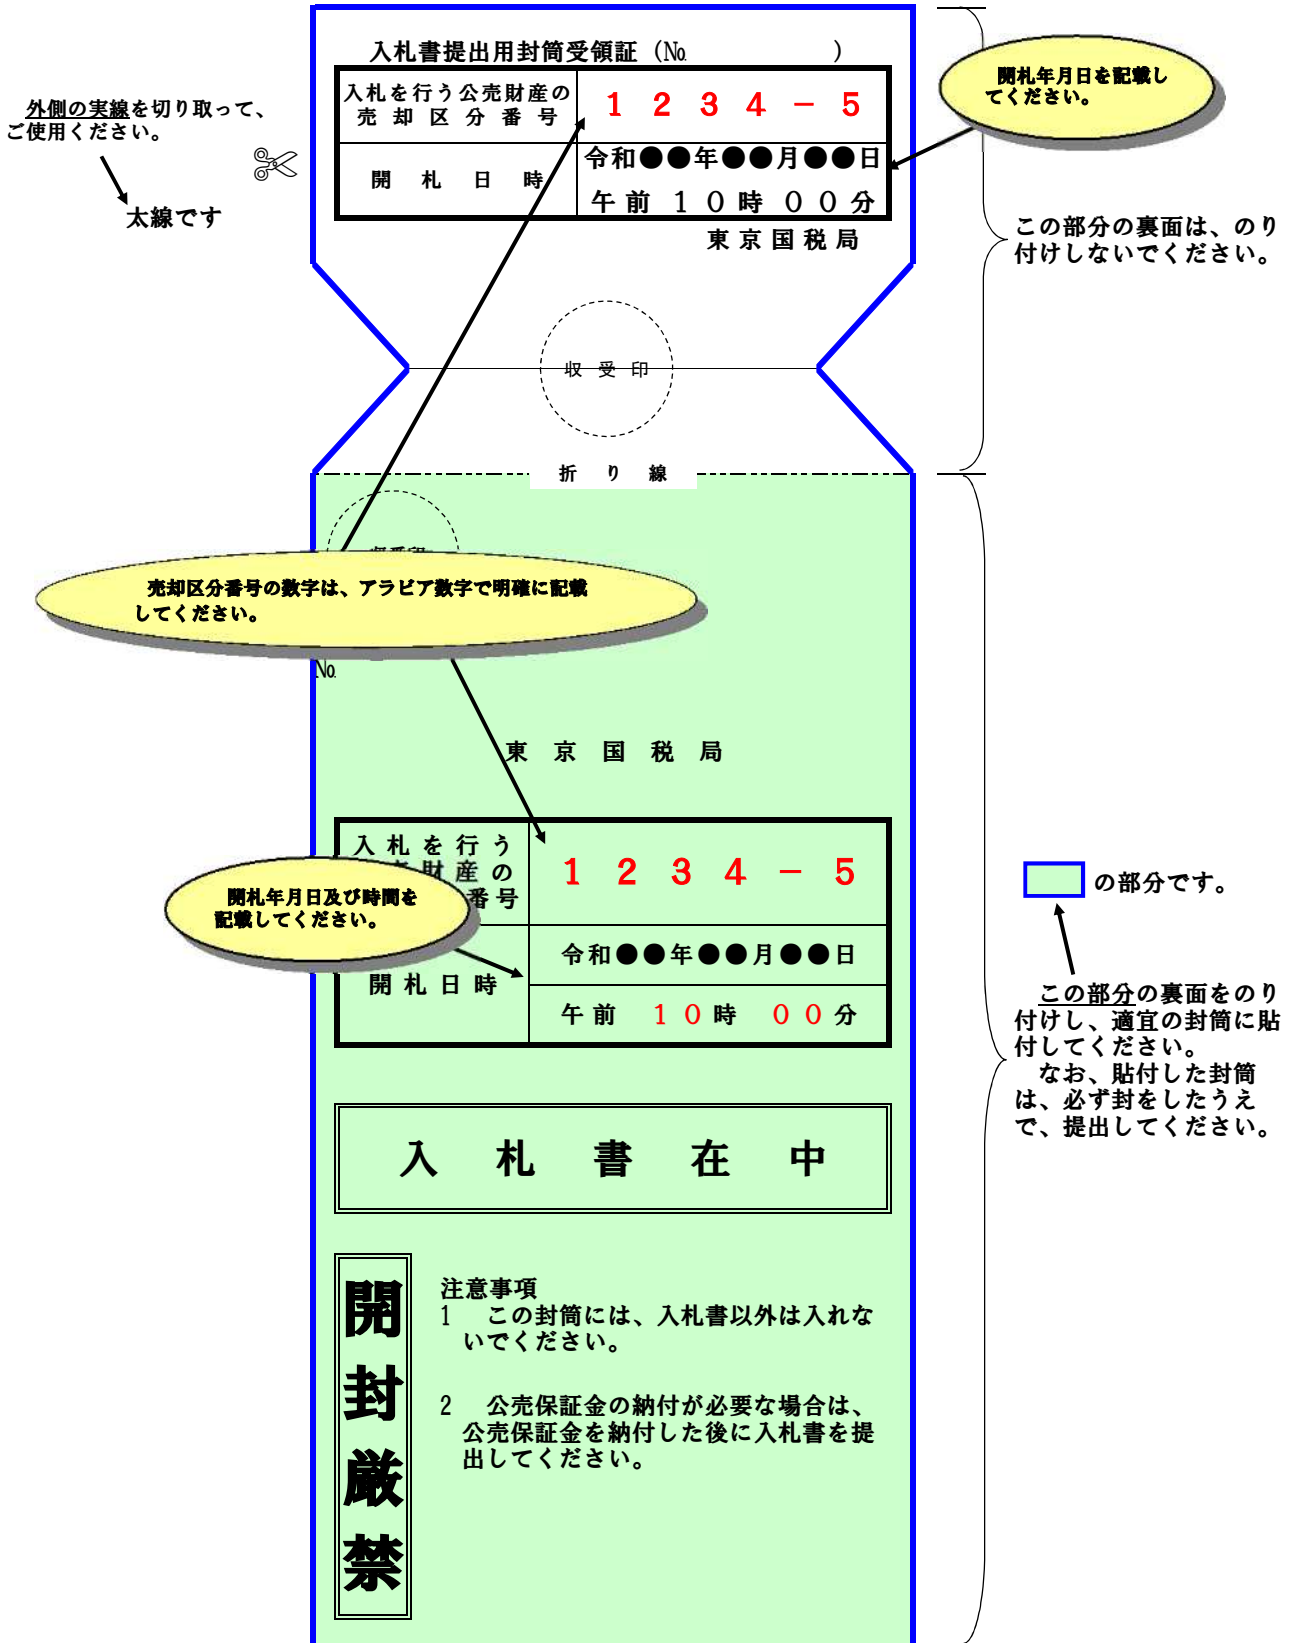 入札書提出用封筒受領証（№　　　　　　）
開札年月日を記載し
てください。
外側の実線を切り取って、
ご使用ください。
太線です
入札を行う公売財産の
売却区分番号
１２３４－５
開札日時
令和●●年●●月●●日
午前１０時００分
東京国税局
この部分の裏面は、のり
付けしないでください。
収受印
折り線
売却区分番号の数字は、アラビア数字で明確に記載
してください。
№
東京国税局
入札を行う
財産の
番号
１２３４－５
開札年月日及び時間を
記載してください。
開札日時
令和●●年●●月●●日
午前　１０時　００分
の部分です。
この部分の裏面をのり
付けし、適宜の封筒に貼
付してください。
なお、貼付した封筒
は、必ず封をしたうえ
で、提出してください。
入札書在中
開封厳禁
注意事項
1　この封筒には、入札書以外は入れな
いでください。
2　公売保証金の納付が必要な場合は、
公売保証金を納付した後に入札書を提
出してください。